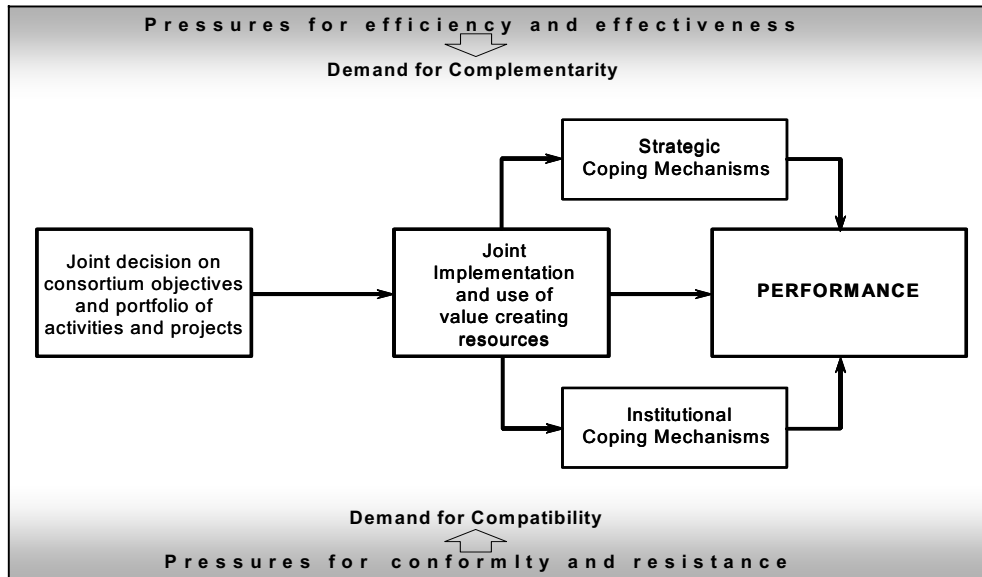 Pressures for efficiency and effectiveness
Demand for Complementarity
Strategic
Coping Mechanisms
Joint decision on
consortium objectives
and portfolio of
activities and projects
Joint
Implementation
and use of
value creating
resources
PERFORMANCE
Institutional
Coping Mechanisms
Demand for Compatibility
Pressures for conformlty and resistance